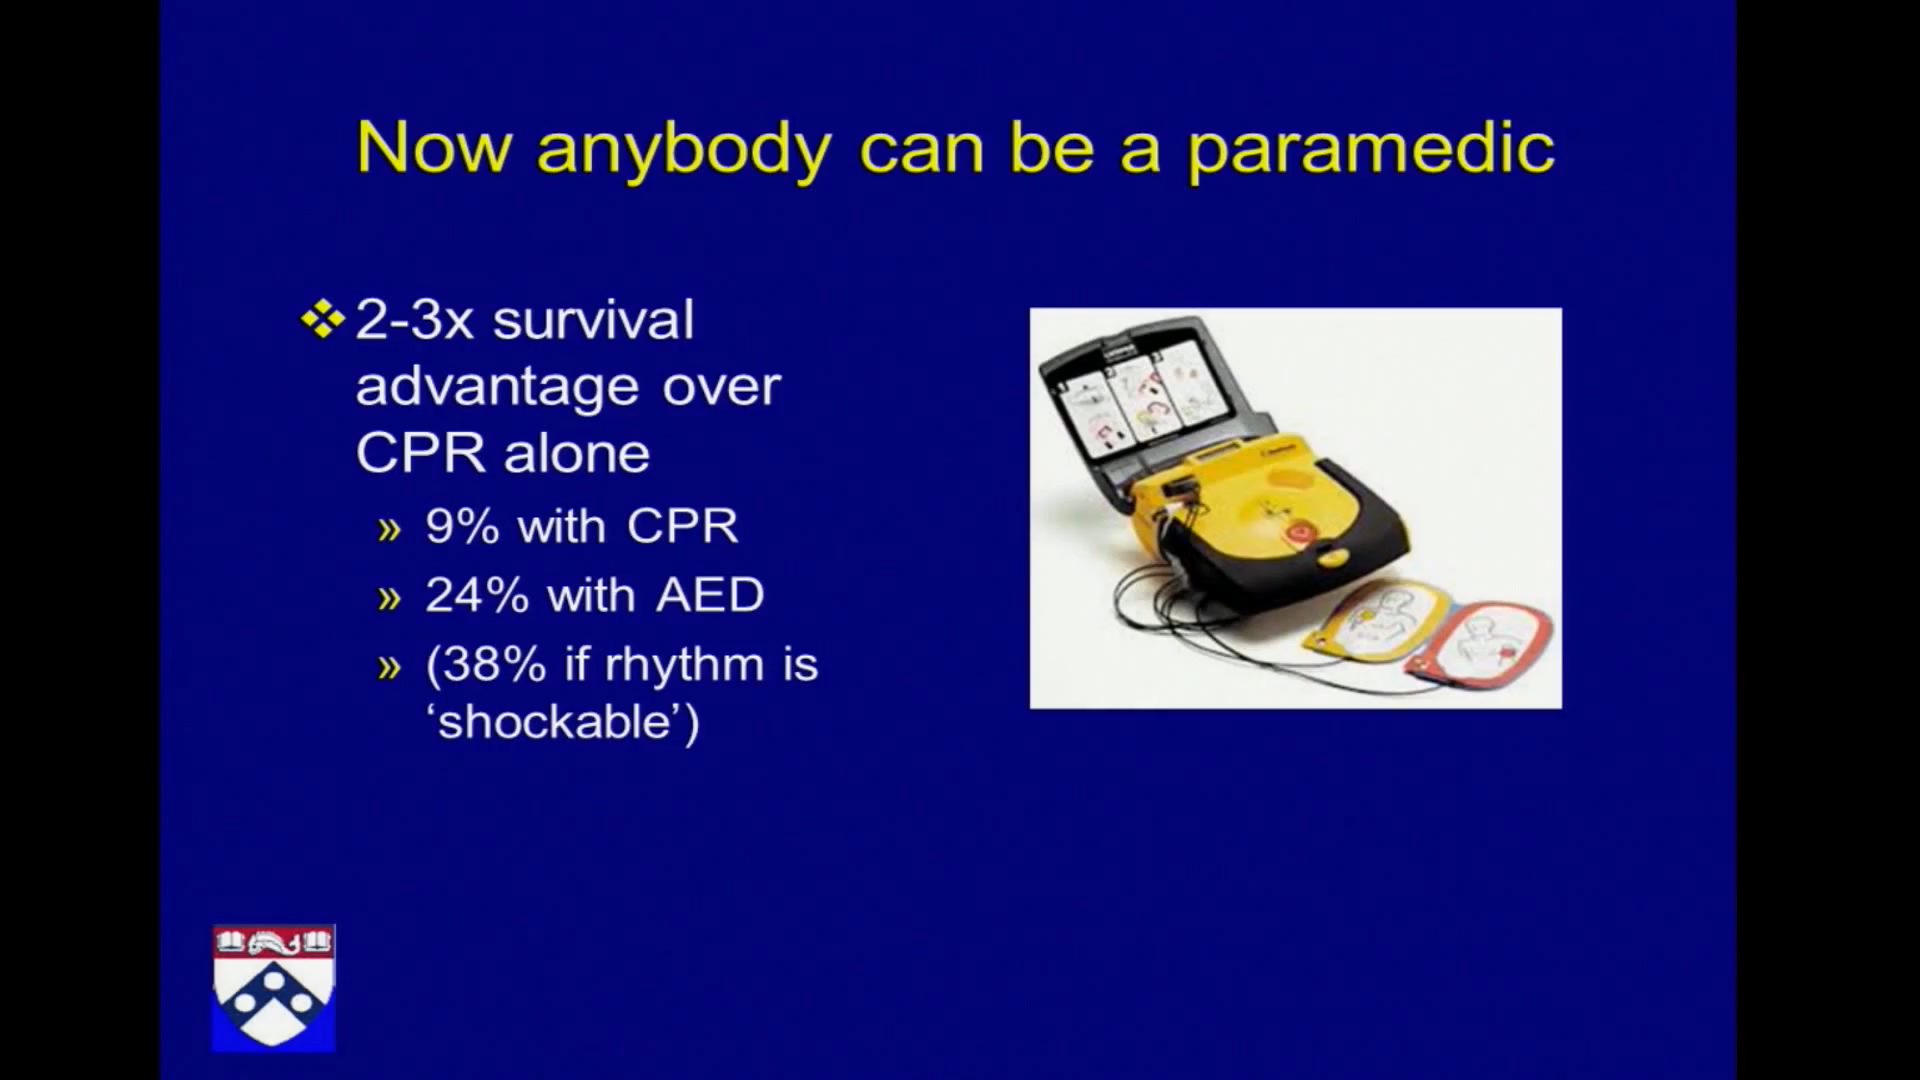 Now anybody can be a paramedic
2-3x survival
advantage over
CPR alone
» 9% with CPR
» 24% with AED
» (38% if rhythm is
‘shockable’)